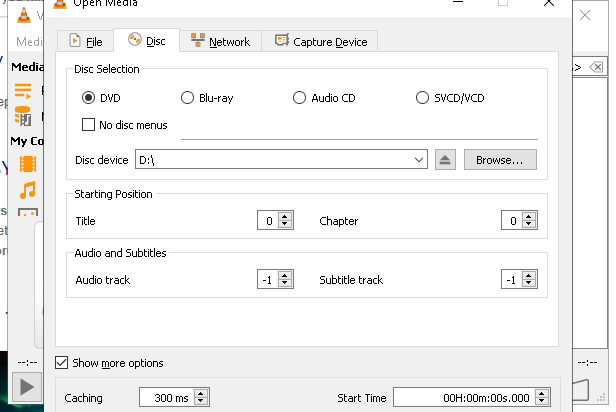 Open Media
Media
Media
My Co
File
Disc
Network
Capture Device
Disc Selection
DVD
Blu-ray
Audio CD
SVCD/VCD
No disc menus
Disc device
D:\
Browse...
Starting Position
Title
0
Chapter
0
Audio and Subtitles
Audio track
-1
Subtitle track
-1
--:--
Show more options
--:--
Caching
300 ms
Start Time
00H:00m:00s.000